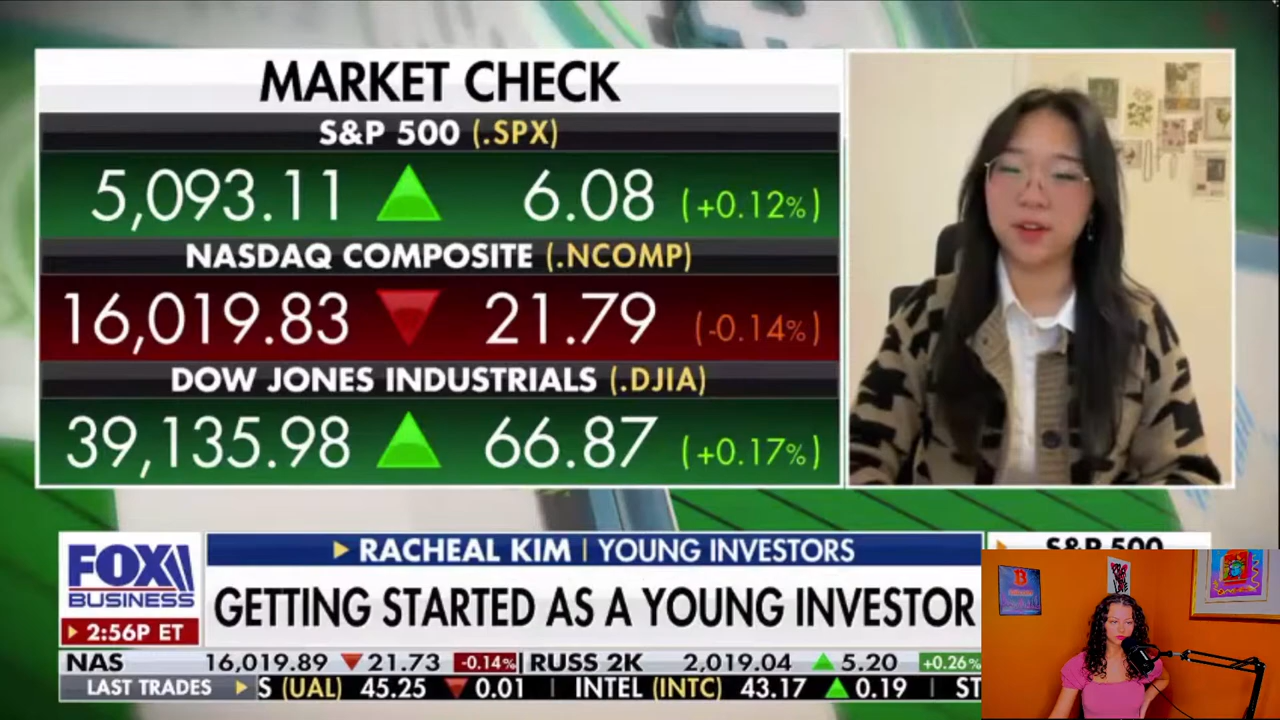 MARKET CHECK
S&P 500 (.SPX)
5,093.11 ▲ 6.08 (+0.12%)
NASDAQ COMPOSITE (.NCOMP)
16,019.83 ▼ 21.79 (-0.14%)
DOW JONES INDUSTRIALS (.DJIA)
39,135.98 ▲ 66.87 (+0.17%)
RACHEAL KIM | YOUNG INVESTORS
S&P 500
FOX
BUSINESS
GETTING STARTED AS A YOUNG INVESTOR
2:56P ET
NAS 16,019.89 ▼ 21.73 -0.14% RUSS 2K 2,019.04 ▲ 5.20 +0.26%
LAST TRADES S (UAL) 45.25 ▼ 0.01 | INTEL (INTC) 43.17 ▲ 0.19 | ST